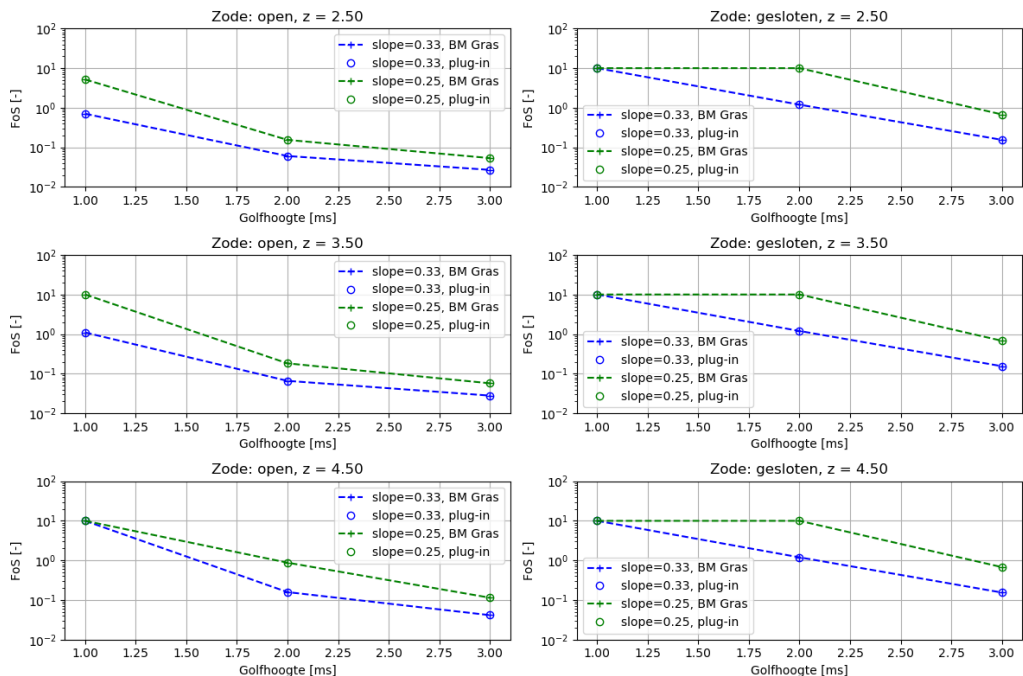 Zode: open, z = 2.50
10²
10¹
10⁰
10⁻¹
10⁻²
FoS [-]
slope=0.33, BM Gras
slope=0.33, plug-in
slope=0.25, BM Gras
slope=0.25, plug-in
1.00 1.25 1.50 1.75 2.00 2.25 2.50 2.75 3.00
Golfhoogte [ms]
Zode: gesloten, z = 2.50
10²
10¹
10⁰
10⁻¹
10⁻²
FoS [-]
slope=0.33, BM Gras
slope=0.33, plug-in
slope=0.25, BM Gras
slope=0.25, plug-in
1.00 1.25 1.50 1.75 2.00 2.25 2.50 2.75 3.00
Golfhoogte [ms]
Zode: open, z = 3.50
10²
10¹
10⁰
10⁻¹
10⁻²
FoS [-]
slope=0.33, BM Gras
slope=0.33, plug-in
slope=0.25, BM Gras
slope=0.25, plug-in
1.00 1.25 1.50 1.75 2.00 2.25 2.50 2.75 3.00
Golfhoogte [ms]
Zode: gesloten, z = 3.50
10²
10¹
10⁰
10⁻¹
10⁻²
FoS [-]
slope=0.33, BM Gras
slope=0.33, plug-in
slope=0.25, BM Gras
slope=0.25, plug-in
1.00 1.25 1.50 1.75 2.00 2.25 2.50 2.75 3.00
Golfhoogte [ms]
Zode: open, z = 4.50
10²
10¹
10⁰
10⁻¹
10⁻²
FoS [-]
slope=0.33, BM Gras
slope=0.33, plug-in
slope=0.25, BM Gras
slope=0.25, plug-in
1.00 1.25 1.50 1.75 2.00 2.25 2.50 2.75 3.00
Golfhoogte [ms]
Zode: gesloten, z = 4.50
10²
10¹
10⁰
10⁻¹
10⁻²
FoS [-]
slope=0.33, BM Gras
slope=0.33, plug-in
slope=0.25, BM Gras
slope=0.25, plug-in
1.00 1.25 1.50 1.75 2.00 2.25 2.50 2.75 3.00
Golfhoogte [ms]